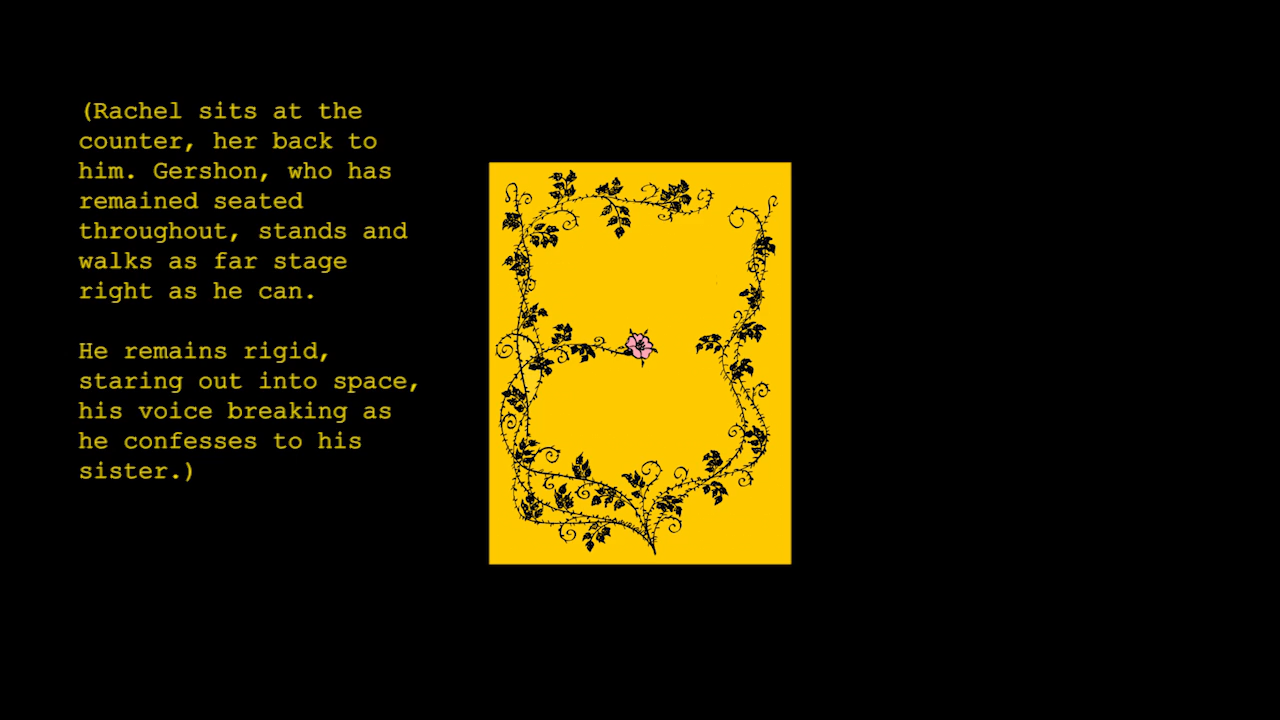 (Rachel sits at the
counter, her back to
him. Gershon, who has
remained seated
throughout, stands and
walks as far stage
right as he can.
He remains rigid,
staring out into space,
his voice breaking as
he confesses to his
sister.)